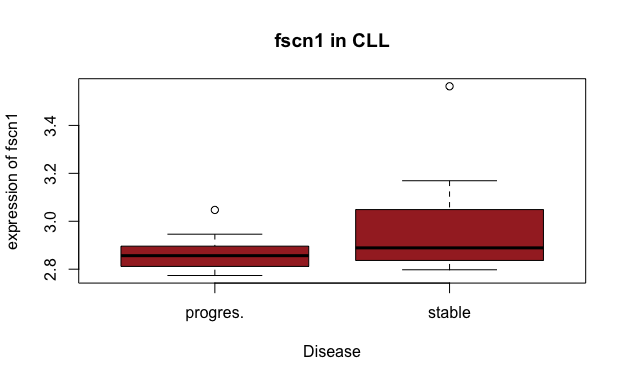 fscn1 in CLL
expression of fscn1
3.4
3.2
3.0
2.8
progres.
stable
Disease